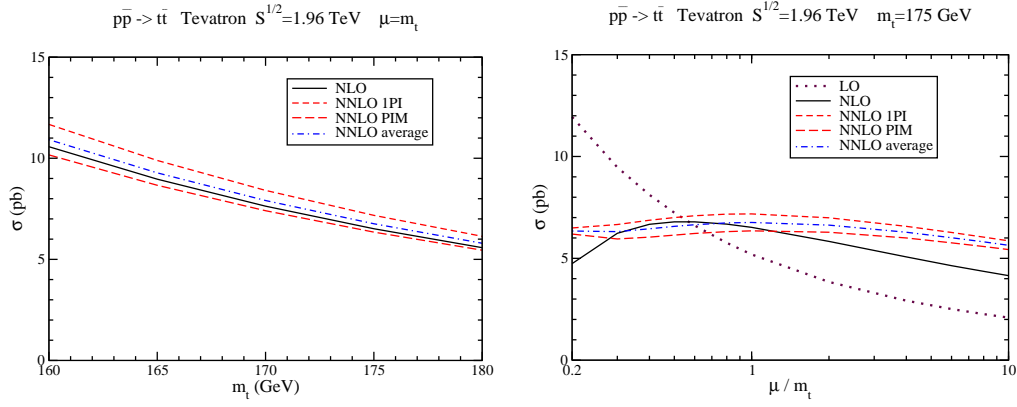 pp̄ -> tt̄ Tevatron S^1/2=1.96 TeV μ=m_t
15
10
5
0
σ (pb)
NLO
NNLO 1PI
NNLO PIM
NNLO average
160
165
170
175
180
m_t (GeV)
pp̄ -> tt̄ Tevatron S^1/2=1.96 TeV m_t=175 GeV
15
10
5
0
σ (pb)
LO
NLO
NNLO 1PI
NNLO PIM
NNLO average
0.2
1
10
μ / m_t